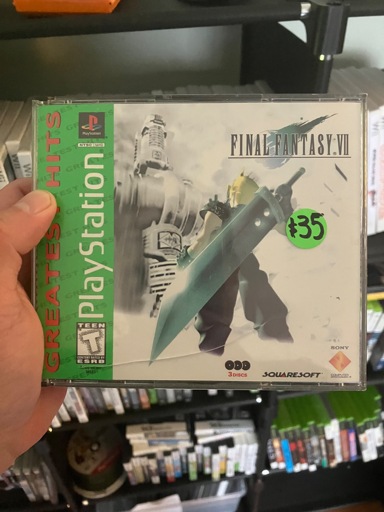 GREATEST HITS
PlayStation
TEEN
T
ESRB
FINAL FANTASY VII
$35
3 DISCS
SQUARESOFT
SONY